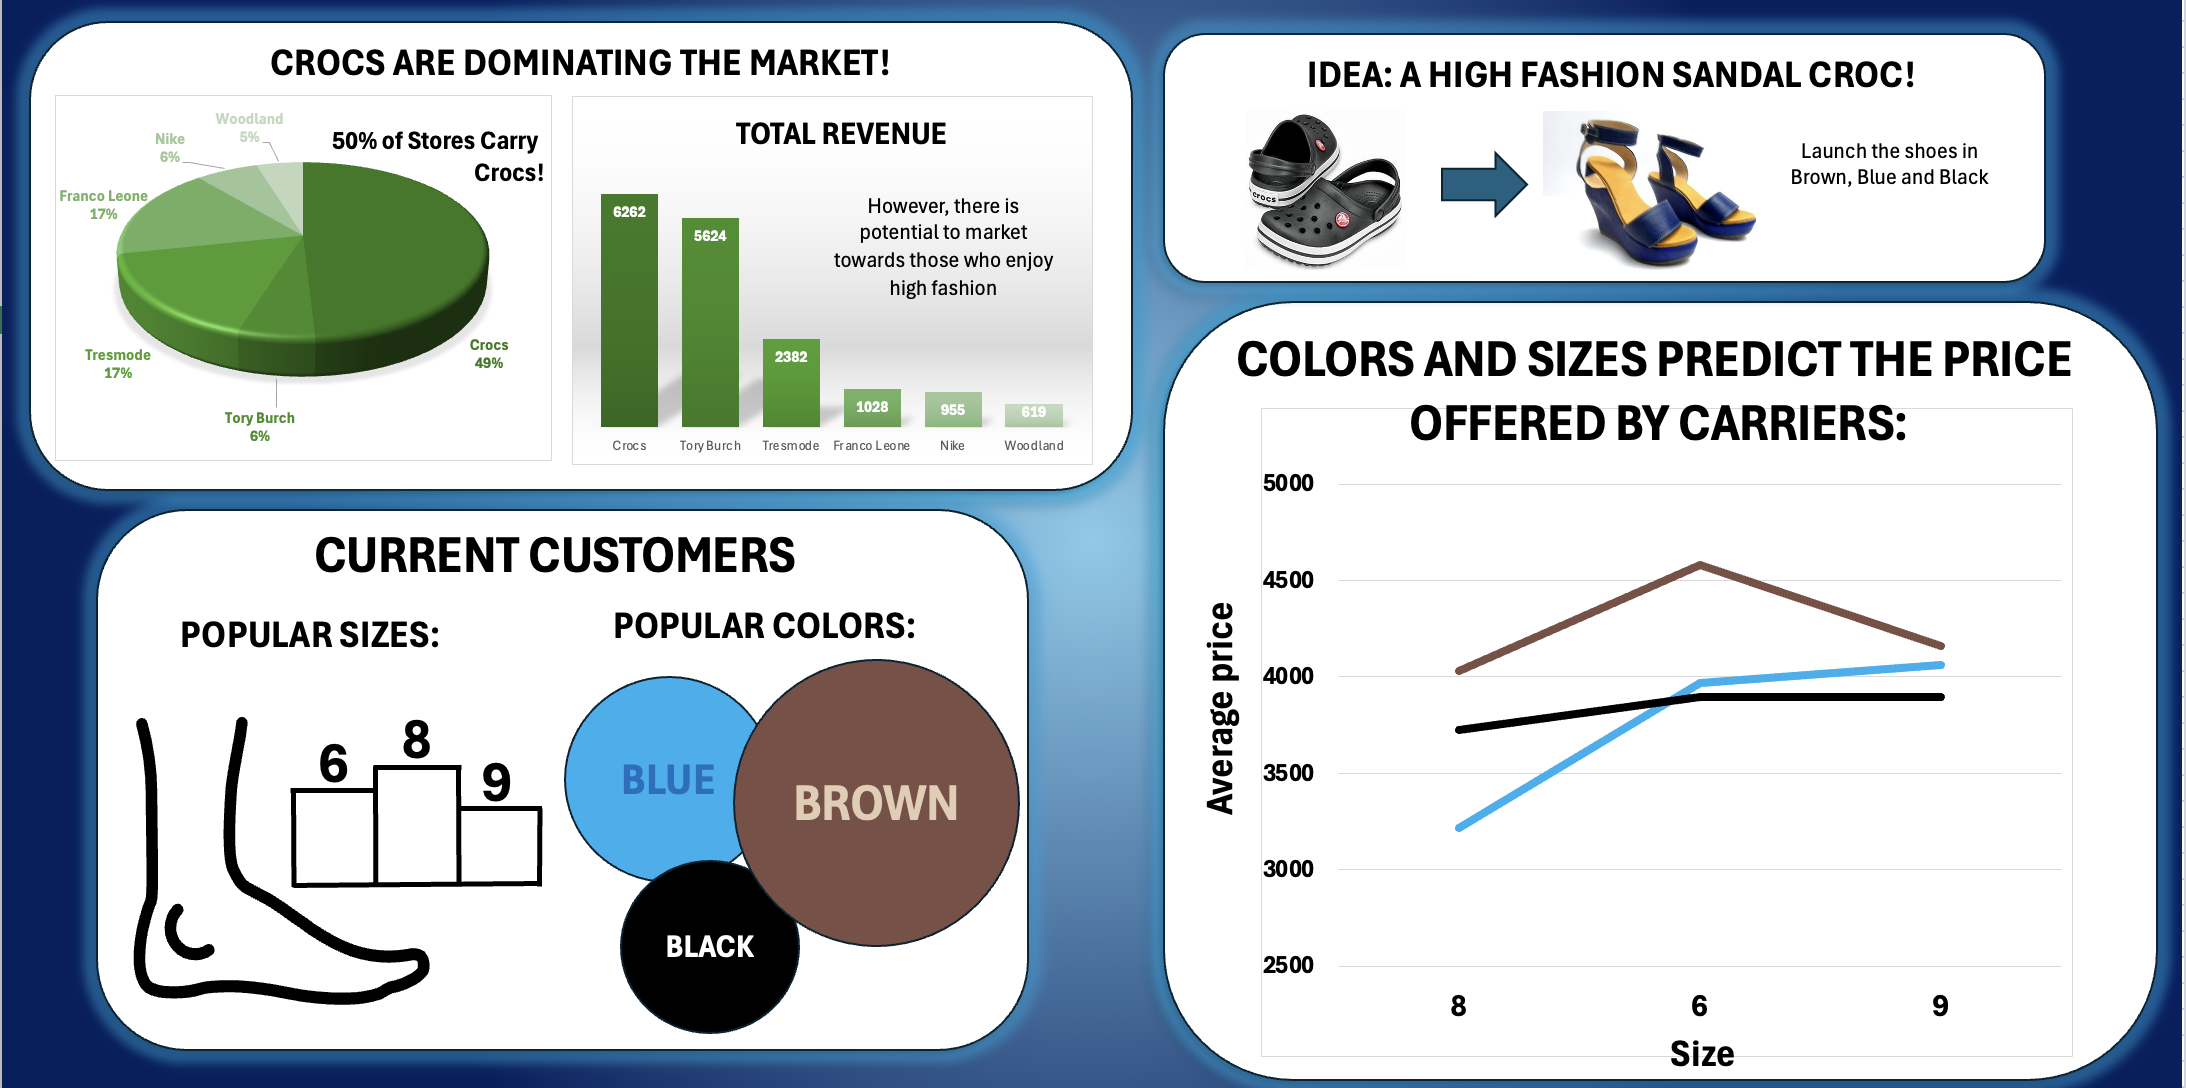 CROCS ARE DOMINATING THE MARKET!
50% of Stores Carry
Crocs!
Woodland
5%
Nike
6%
Franco Leone
17%
Tresmode
17%
Tory Burch
6%
Crocs
49%
TOTAL REVENUE
However, there is
potential to market
towards those who enjoy
high fashion
6262
5624
2382
1028
955
619
Crocs
Tory Burch
Tresmode
Franco Leone
Nike
Woodland
IDEA: A HIGH FASHION SANDAL CROC!
crocs
Launch the shoes in
Brown, Blue and Black
CURRENT CUSTOMERS
POPULAR SIZES:
6
8
9
POPULAR COLORS:
BLUE
BROWN
BLACK
COLORS AND SIZES PREDICT THE PRICE
OFFERED BY CARRIERS:
Average price
5000
4500
4000
3500
3000
2500
8
6
9
Size